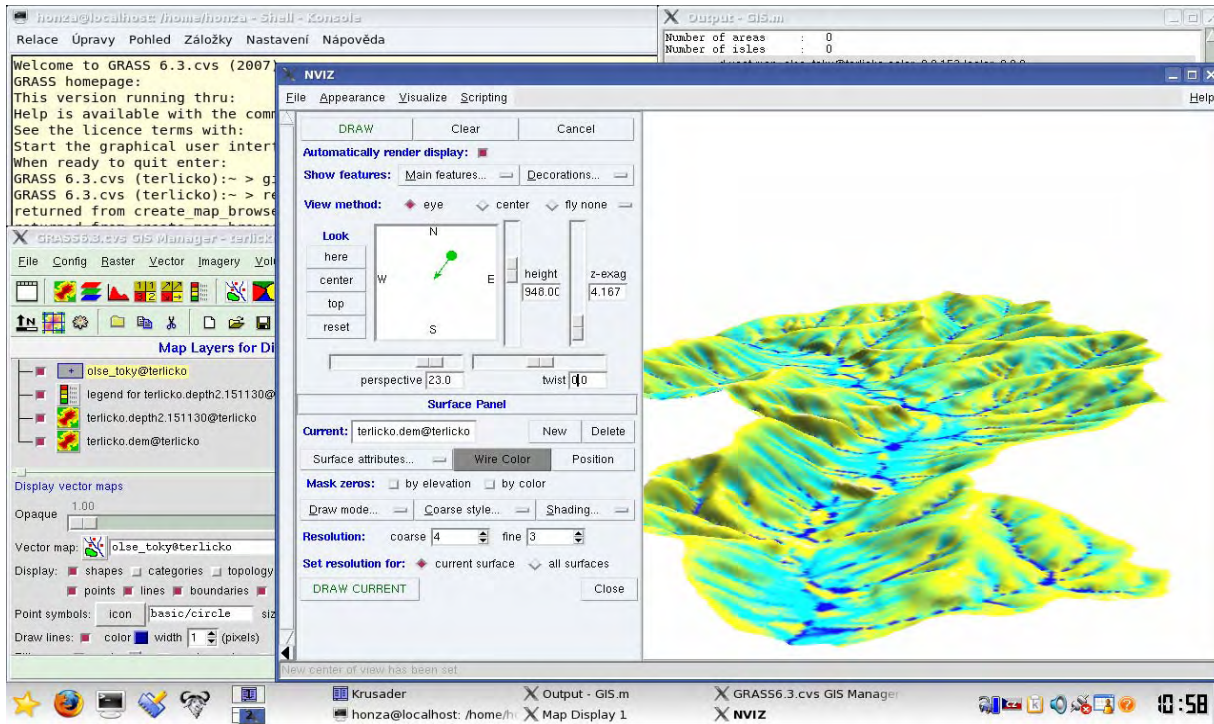 honza@localhost: /home/honza - Shell - Konsole
Relace Úpravy Pohled Záložky Nastavení Nápověda
Welcome to GRASS 6.3.cvs (2007)
GRASS homepage:
This version running thru:
Help is available with the com
See the licence terms with:
Start the graphical user inter
When ready to quit enter:
GRASS 6.3.cvs (terlicko):~ > gi
GRASS 6.3.cvs (terlicko):~ > re
returned from create_map_browse
Output - GIS.m
Number of areas : 0
Number of isles : 0
NVIZ
File Appearance Visualize Scripting Help
DRAW Clear Cancel
Automatically render display:
Show features: Main features... Decorations...
View method: eye center fly none
Look
here
center
top
reset
N
W E
S
height
948.00
z-exag
4.167
perspective 23.0 twist 0.0
Surface Panel
Current: terlicko.dem@terlicko New Delete
Surface attributes... Wire Color Position
Mask zeros: by elevation by color
Draw mode... Coarse style... Shading...
Resolution: coarse 4 fine 3
Set resolution for: current surface all surfaces
DRAW CURRENT Close
New center of view has been set
GRASS6.3.cvs GIS Manager - terlick
File Config Raster Vector Imagery Volu
Map Layers for Di
olse_toky@terlicko
legend for terlicko.depth2.151130@
terlicko.depth2.151130@terlicko
terlicko.dem@terlicko
Display vector maps
Opaque 1.00
Vector map: olse_toky@terlicko
Display: shapes categories topology
points lines boundaries
Point symbols: icon basic/circle siz
Draw lines: color width 1 (pixels)
1
2
Krusader
honza@localhost: /home/h
Output - GIS.m
Map Display 1
GRASS6.3.cvs GIS Manager
NVIZ
10:58